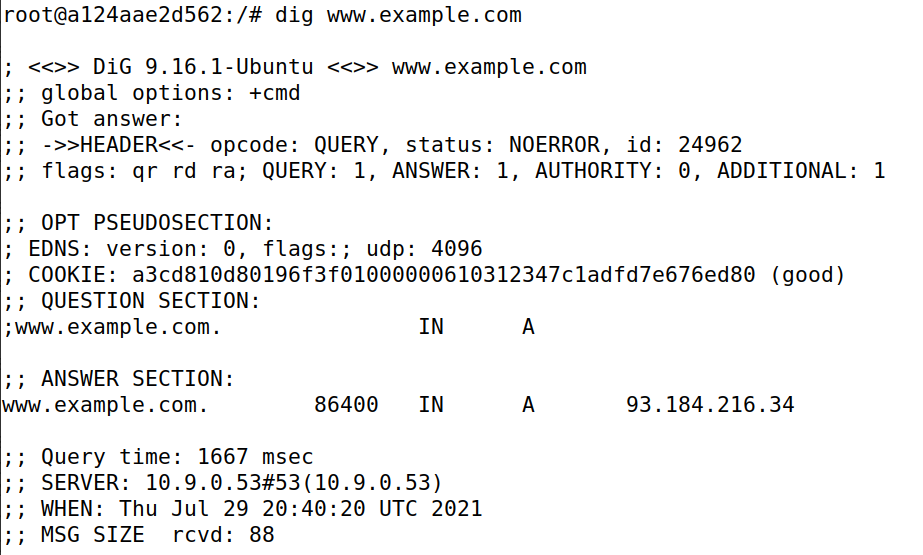 root@a124aae2d562:/# dig www.example.com
; <<>> DiG 9.16.1-Ubuntu <<>> www.example.com
;; global options: +cmd
;; Got answer:
;; ->>HEADER<<- opcode: QUERY, status: NOERROR, id: 24962
;; flags: qr rd ra; QUERY: 1, ANSWER: 1, AUTHORITY: 0, ADDITIONAL: 1
;; OPT PSEUDOSECTION:
; EDNS: version: 0, flags:; udp: 4096
; COOKIE: a3cd810d80196f3f01000000610312347c1adfd7e676ed80 (good)
;; QUESTION SECTION:
;www.example.com. IN A
;; ANSWER SECTION:
www.example.com. 86400 IN A 93.184.216.34
;; Query time: 1667 msec
;; SERVER: 10.9.0.53#53(10.9.0.53)
;; WHEN: Thu Jul 29 20:40:20 UTC 2021
;; MSG SIZE rcvd: 88